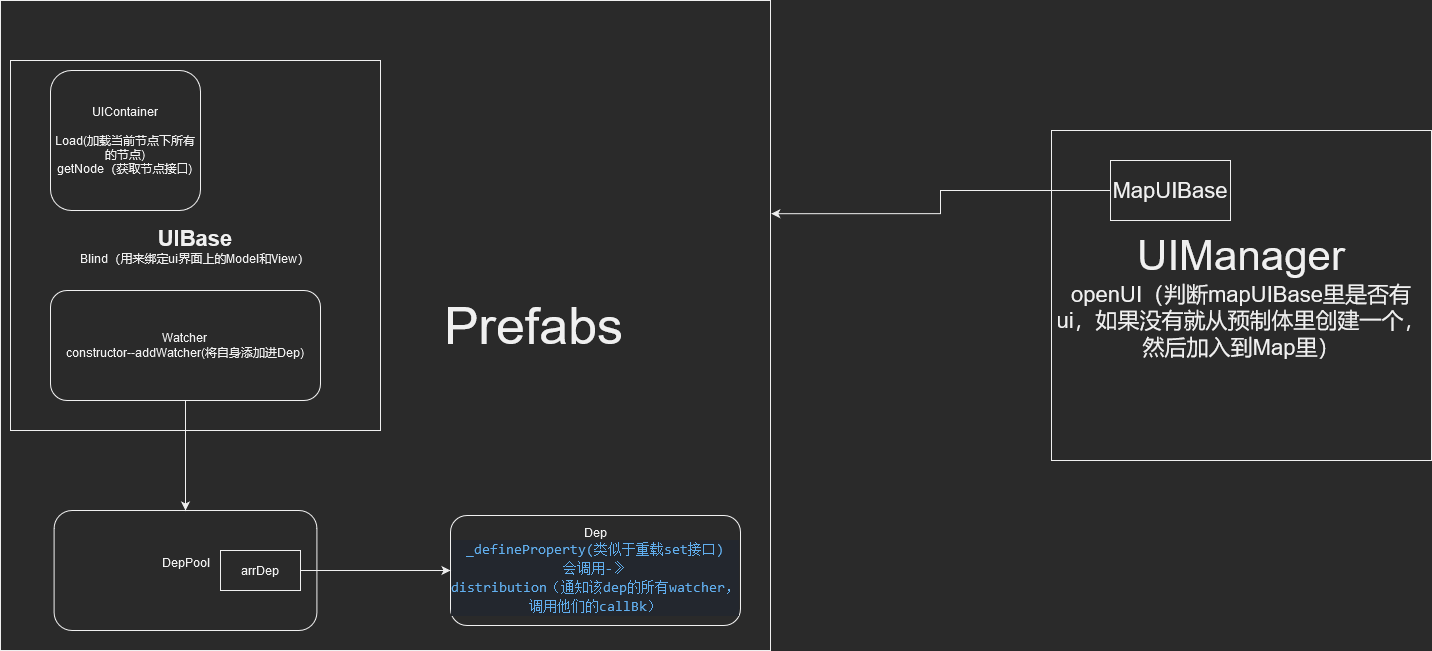 UIContainer
Load(加载当前节点下所有
的节点)
getNode（获取节点接口）
UIBase
Blind（用来绑定ui界面上的Model和View）
Watcher
constructor--addWatcher(将自身添加进Dep)
Prefabs
DepPool
arrDep
Dep
_defineProperty(类似于重载set接口)
会调用-》
distribution（通知该dep的所有watcher，
调用他们的callBk）
MapUIBase
UIManager
openUI（判断mapUIBase里是否有
ui，如果没有就从预制体里创建一个，
然后加入到Map里）